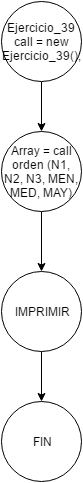 Ejercicio_39
call = new
Ejercicio_39();
Array = call
orden (N1,
N2, N3, MEN,
MED, MAY)
IMPRIMIR
FIN